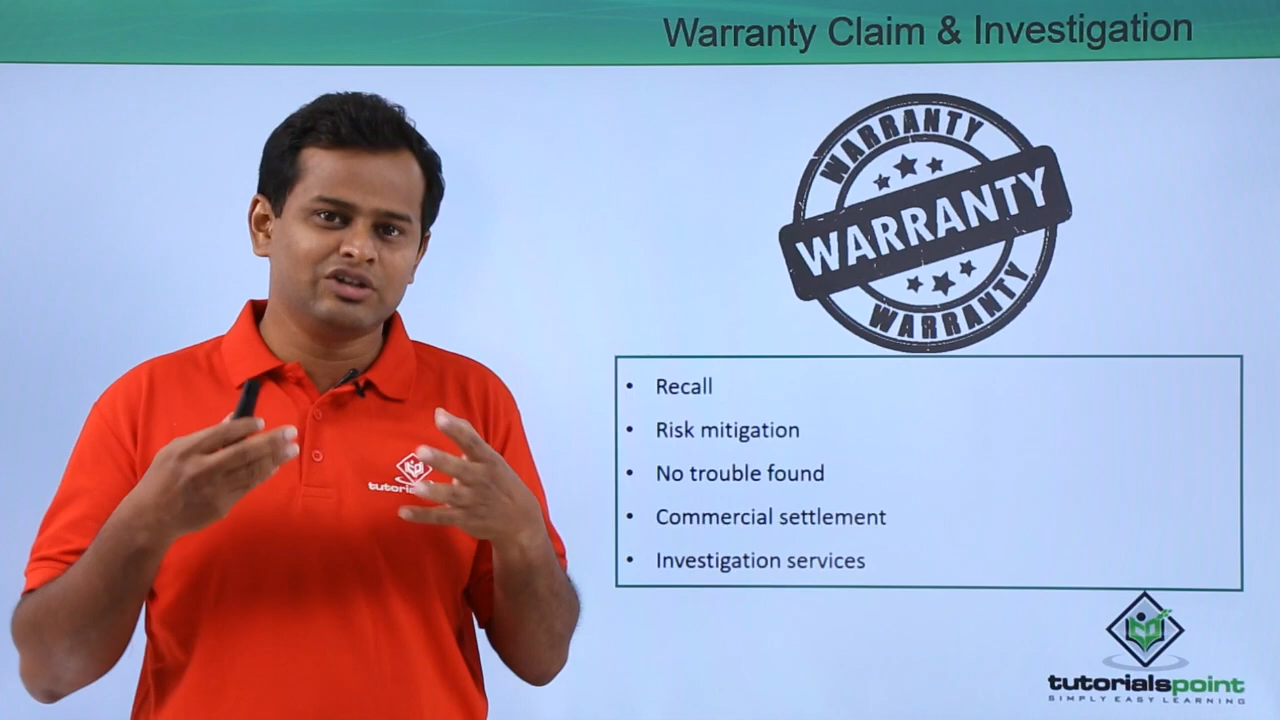 Warranty Claim & Investigation
WARRANTY
WARRANTY
WARRANTY
• Recall
• Risk mitigation
• No trouble found
• Commercial settlement
• Investigation services
tutorialspoint
SIMPLY EASY LEARNING